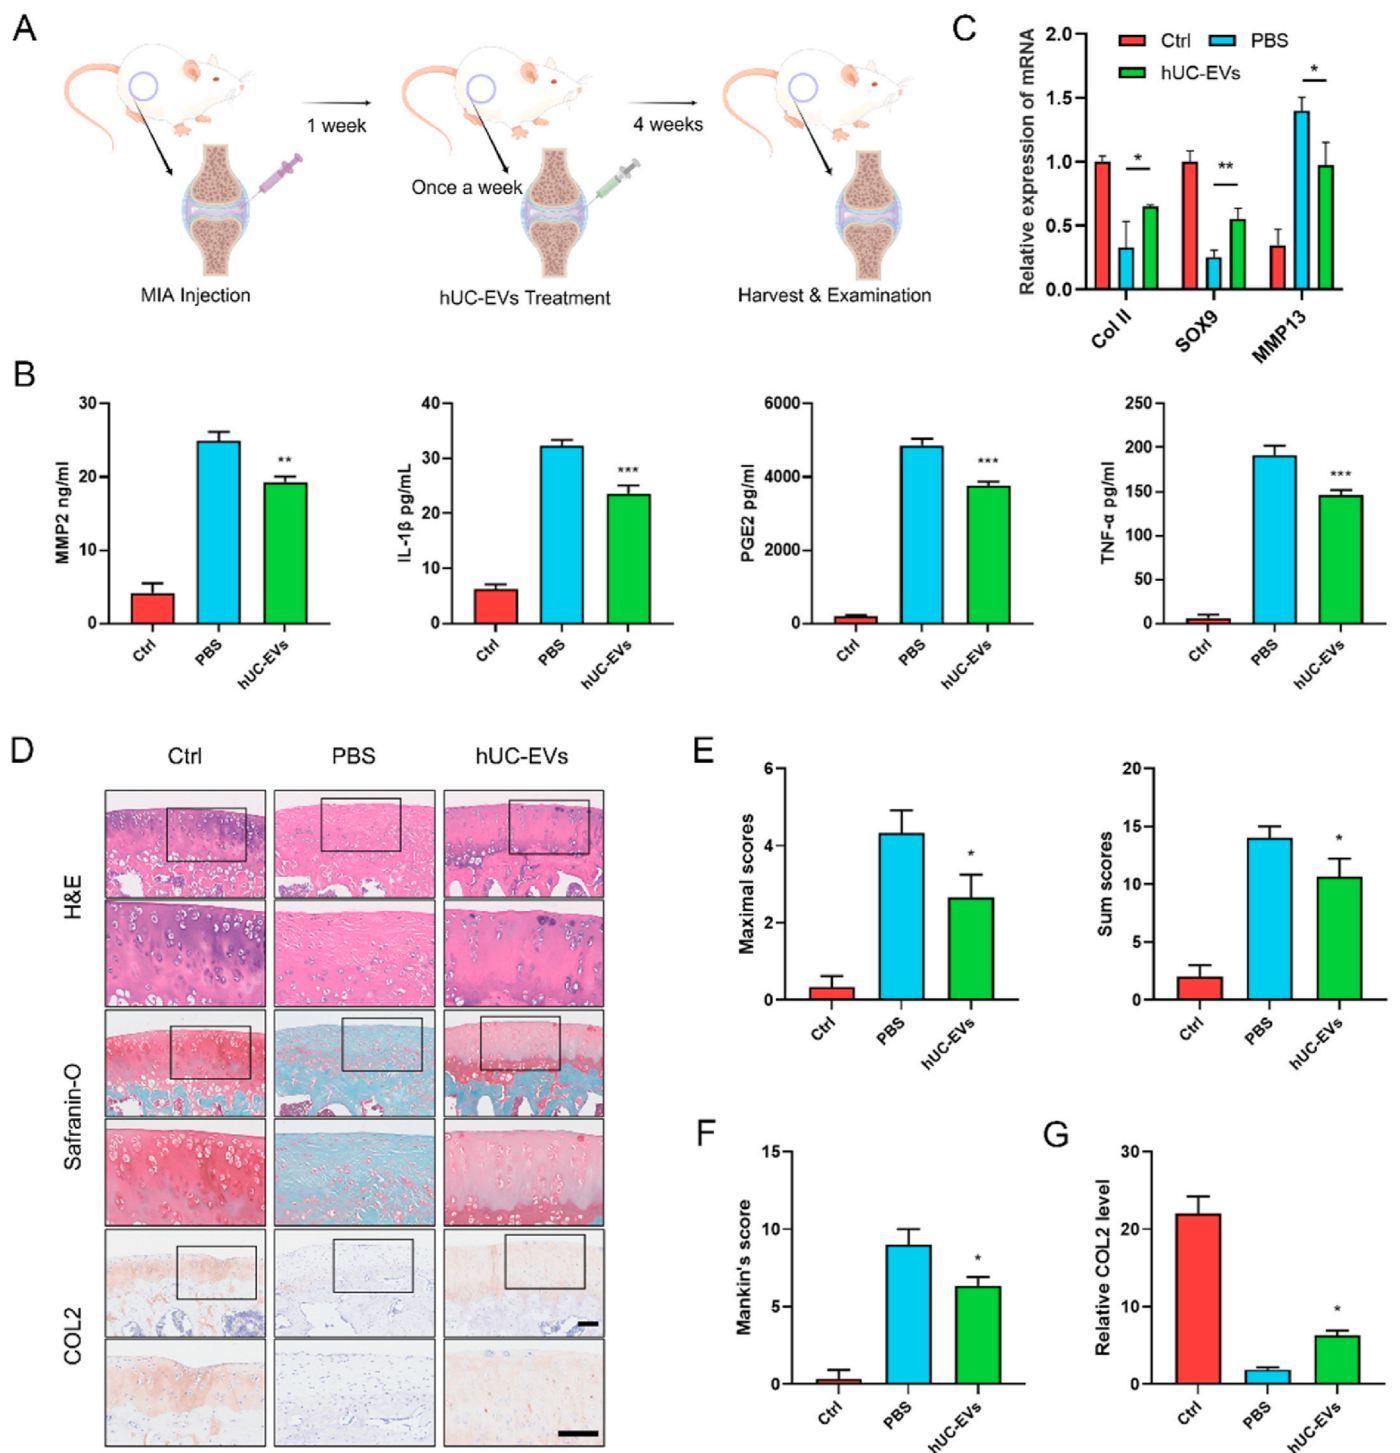 A
1 week
4 weeks
Once a week
MIA Injection
hUC-EVs Treatment
Harvest & Examination
C
Relative expression of mRNA
2.0
1.5
1.0
0.5
0.0
Ctrl
PBS
hUC-EVs
*
**
*
Col II
SOX9
MMP13
B
MMP2 ng/ml
30
20
10
0
**
Ctrl
PBS
hUC-EVs
IL-1β pg/mL
40
30
20
10
0
***
Ctrl
PBS
hUC-EVs
PGE2 pg/ml
6000
4000
2000
0
***
Ctrl
PBS
hUC-EVs
TNF-α pg/ml
250
200
150
100
50
0
***
Ctrl
PBS
hUC-EVs
D
Ctrl
PBS
hUC-EVs
H&E
Safranin-O
COL2
E
Maximal scores
6
4
2
0
*
Ctrl
PBS
hUC-EVs
Sum scores
20
15
10
5
0
*
Ctrl
PBS
hUC-EVs
F
Mankin's score
15
10
5
0
*
Ctrl
PBS
hUC-EVs
G
Relative COL2 level
30
20
10
0
*
Ctrl
PBS
hUC-EVs